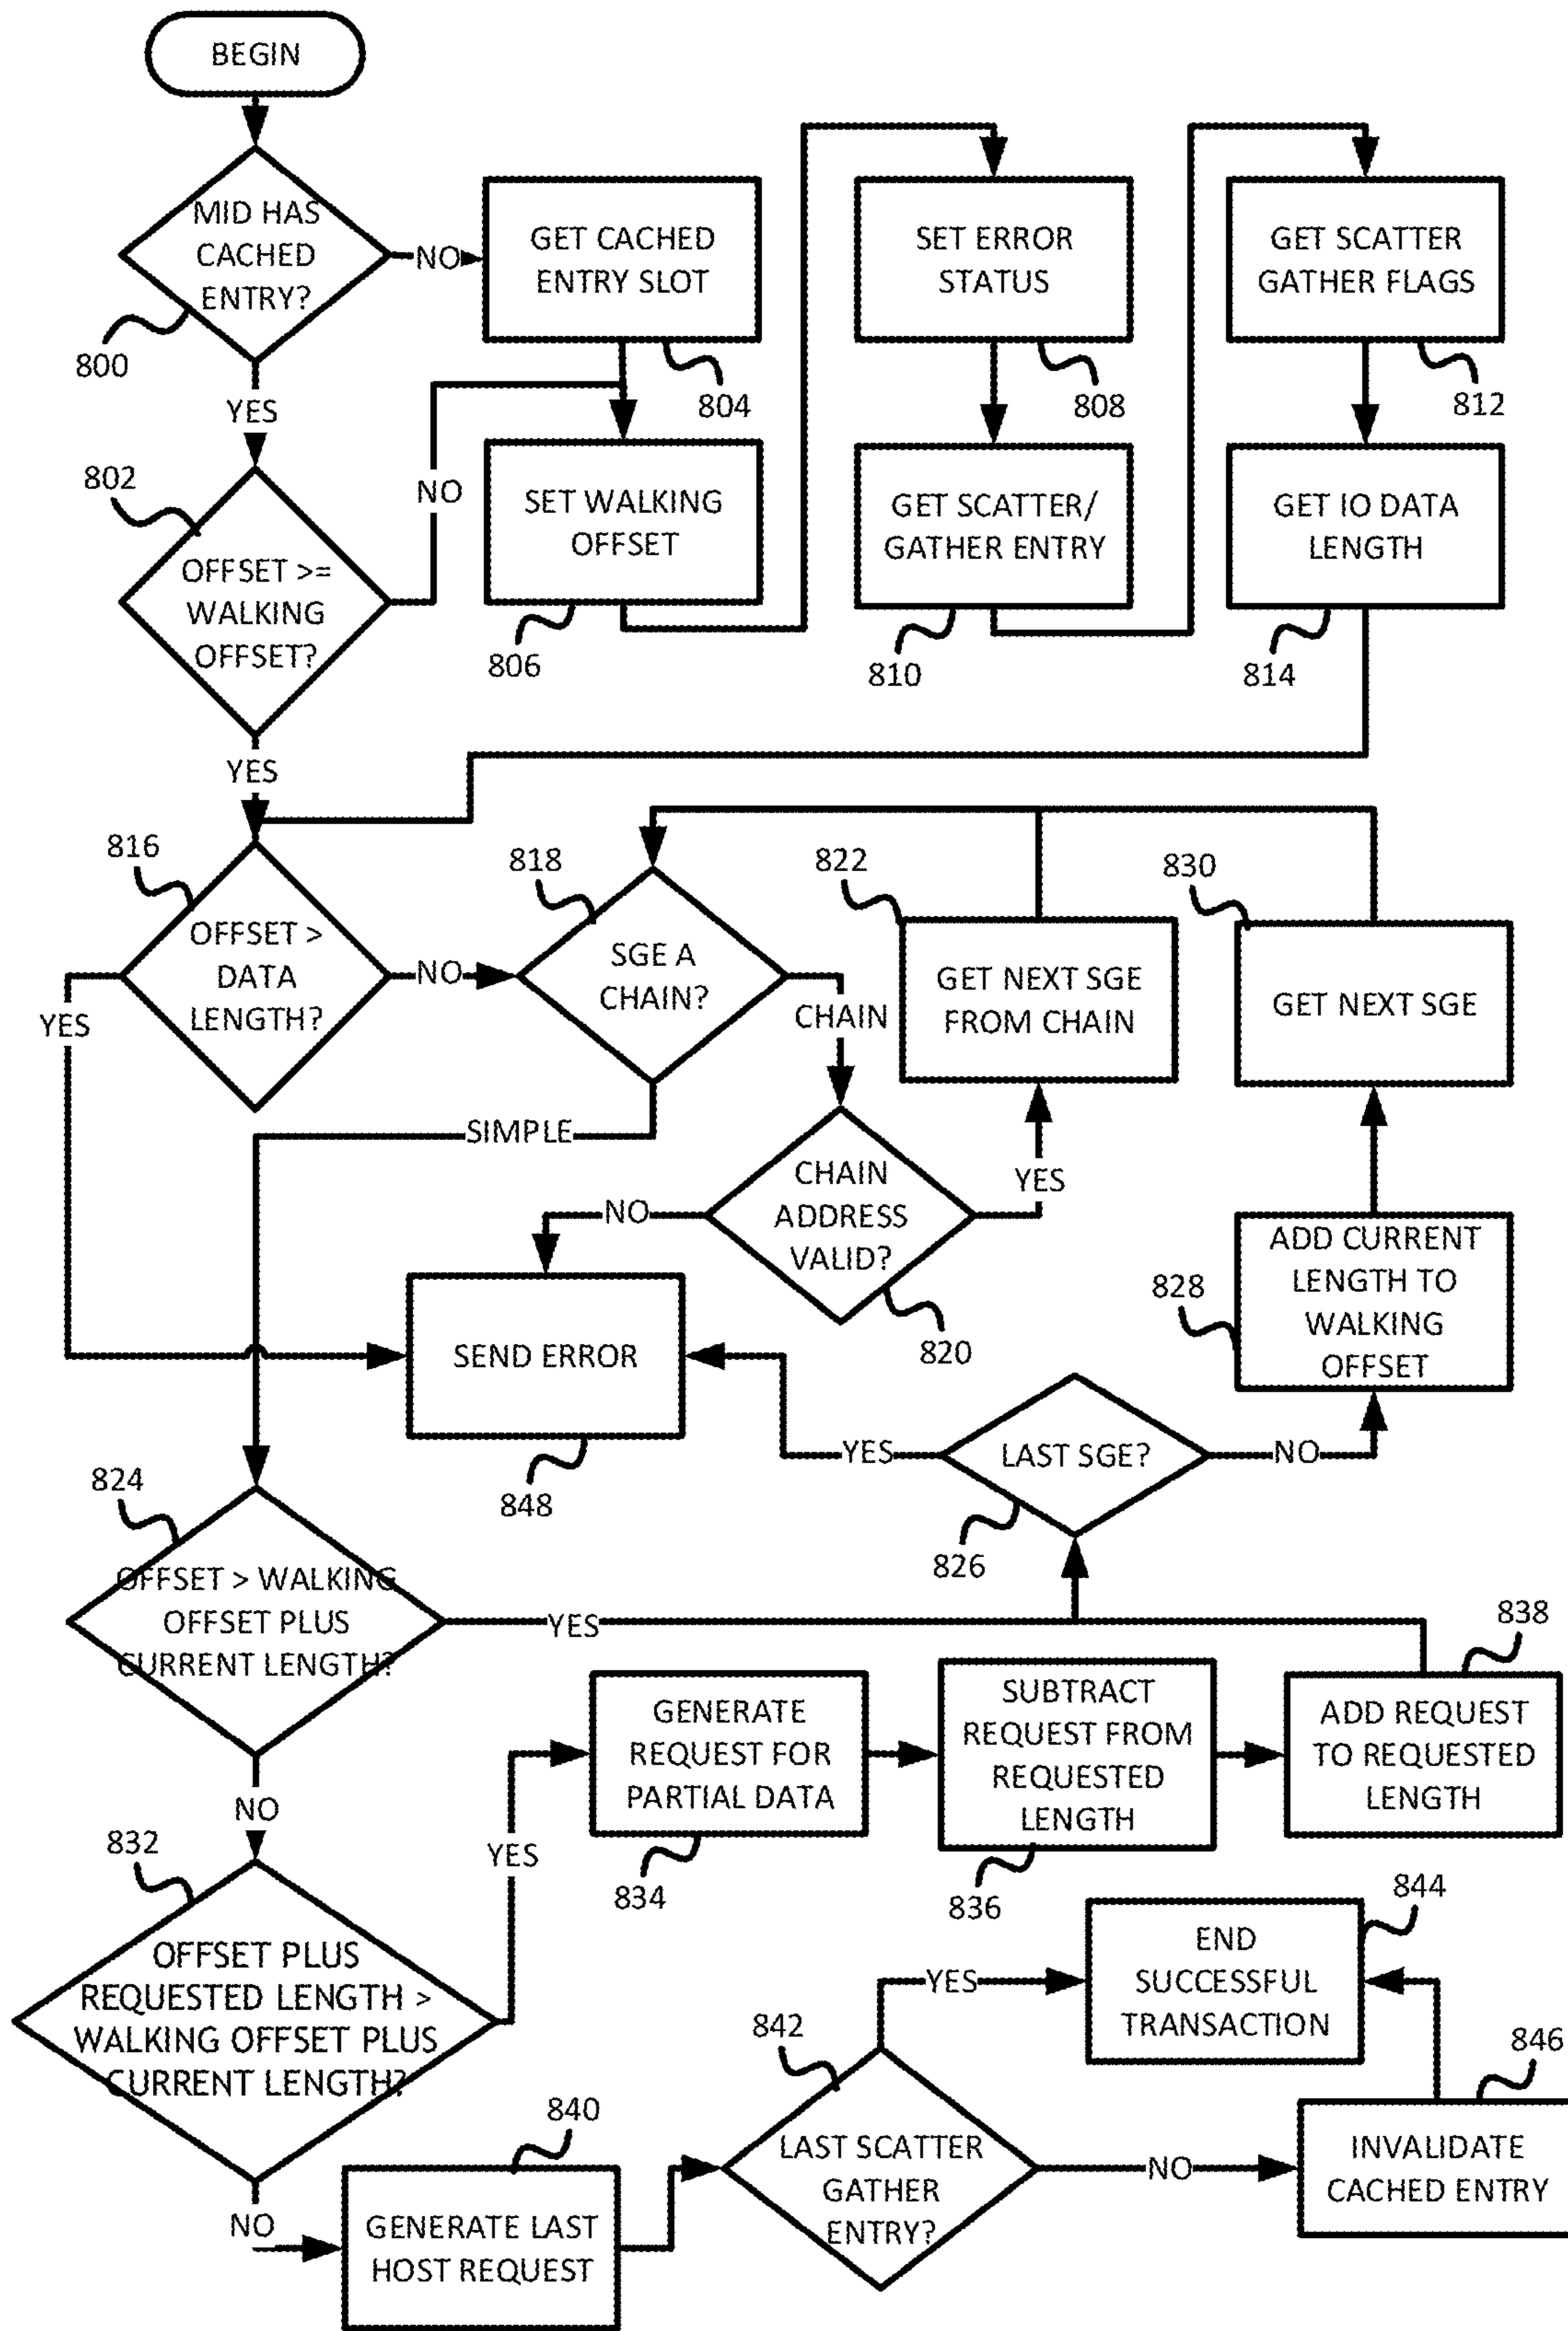 BEGIN
MID HAS
CACHED
ENTRY?
800
NO
GET CACHED
ENTRY SLOT
804
SET ERROR
STATUS
808
GET SCATTER
GATHER FLAGS
812
YES
802
OFFSET >=
WALKING
OFFSET?
NO
SET WALKING
OFFSET
806
GET SCATTER/
GATHER ENTRY
810
GET IO DATA
LENGTH
814
YES
816
OFFSET >
DATA
LENGTH?
YES
NO
818
SGE A
CHAIN?
CHAIN
SIMPLE
822
GET NEXT SGE
FROM CHAIN
830
GET NEXT SGE
CHAIN
ADDRESS
VALID?
820
NO
YES
ADD CURRENT
LENGTH TO
WALKING
OFFSET
828
SEND ERROR
848
YES
LAST SGE?
826
NO
824
OFFSET > WALKING
OFFSET PLUS
CURRENT LENGTH?
YES
NO
GENERATE
REQUEST FOR
PARTIAL DATA
834
SUBTRACT
REQUEST FROM
REQUESTED
LENGTH
836
838
ADD REQUEST
TO REQUESTED
LENGTH
832
OFFSET PLUS
REQUESTED LENGTH >
WALKING OFFSET PLUS
CURRENT LENGTH?
YES
NO
840
GENERATE LAST
HOST REQUEST
842
LAST SCATTER
GATHER
ENTRY?
YES
NO
844
END
SUCCESSFUL
TRANSACTION
846
INVALIDATE
CACHED ENTRY